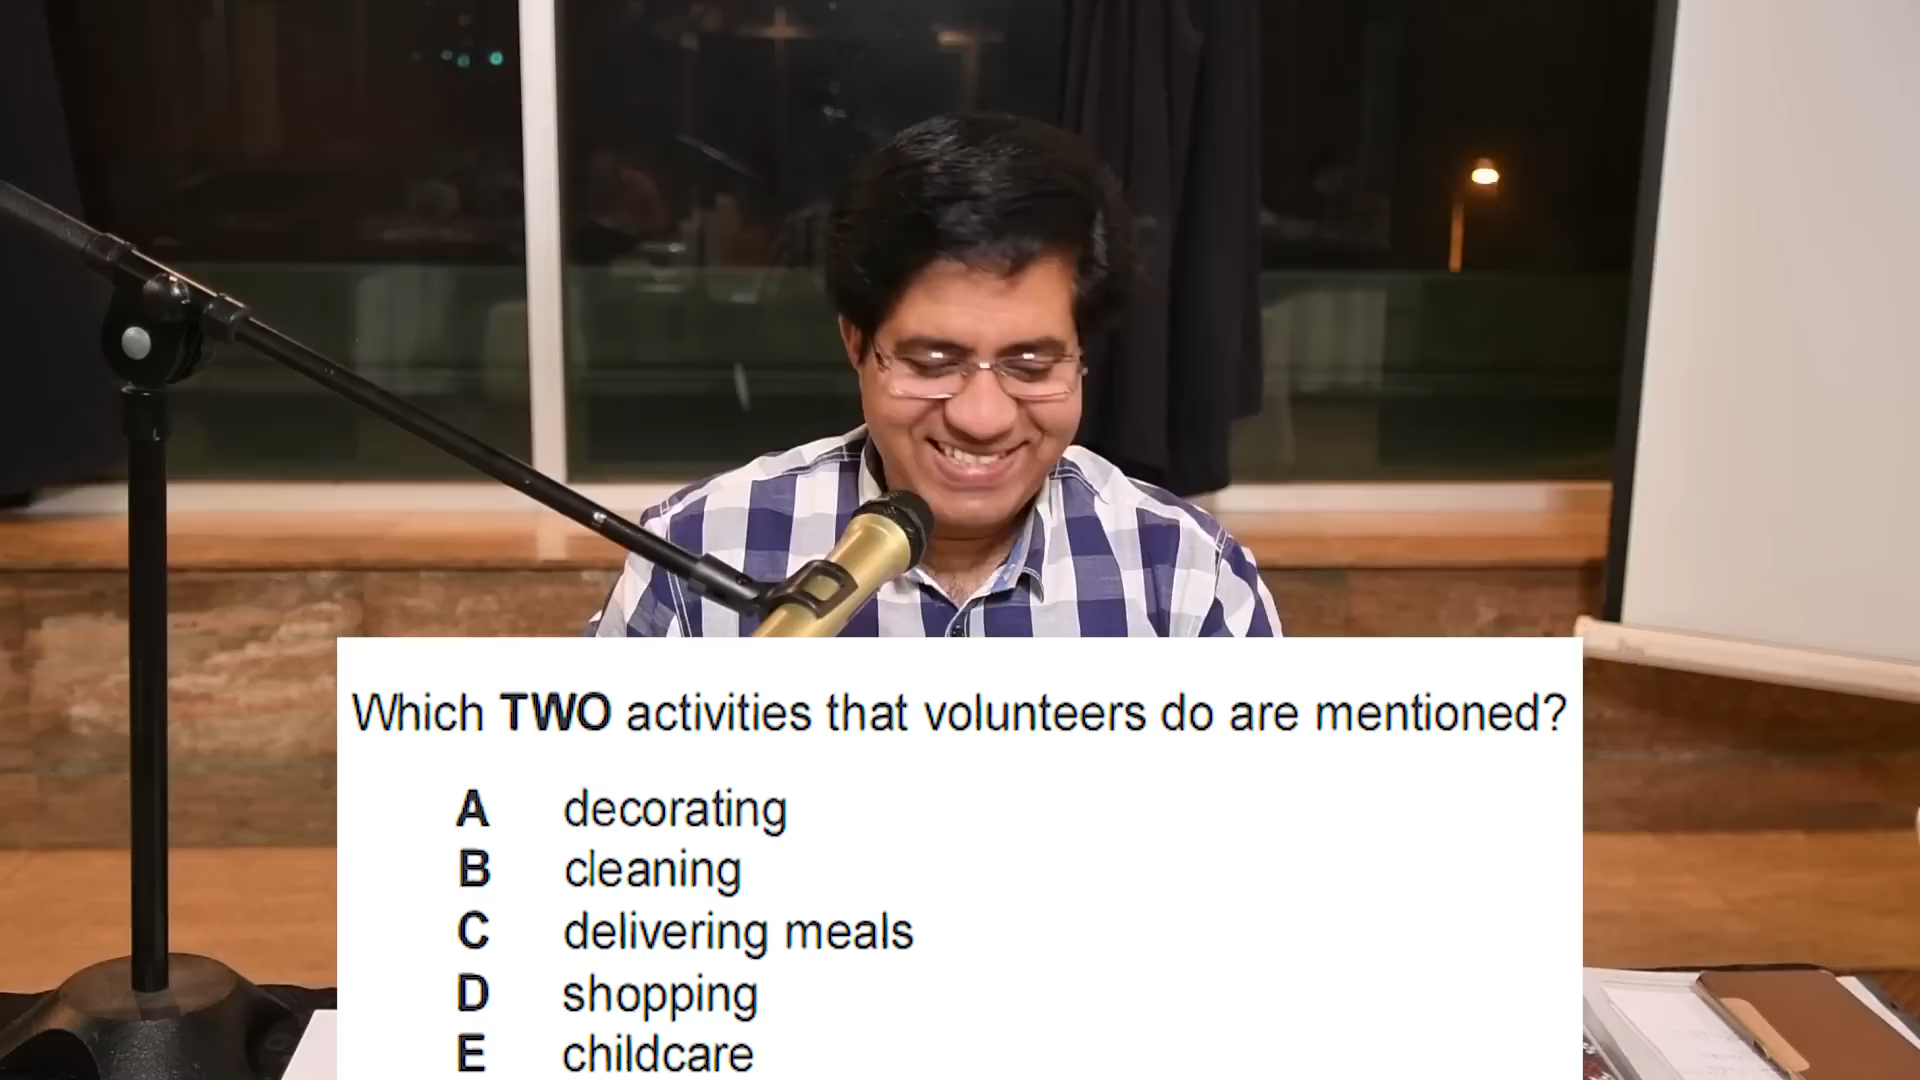 Which TWO activities that volunteers do are mentioned?
A decorating
B cleaning
C delivering meals
D shopping
E childcare